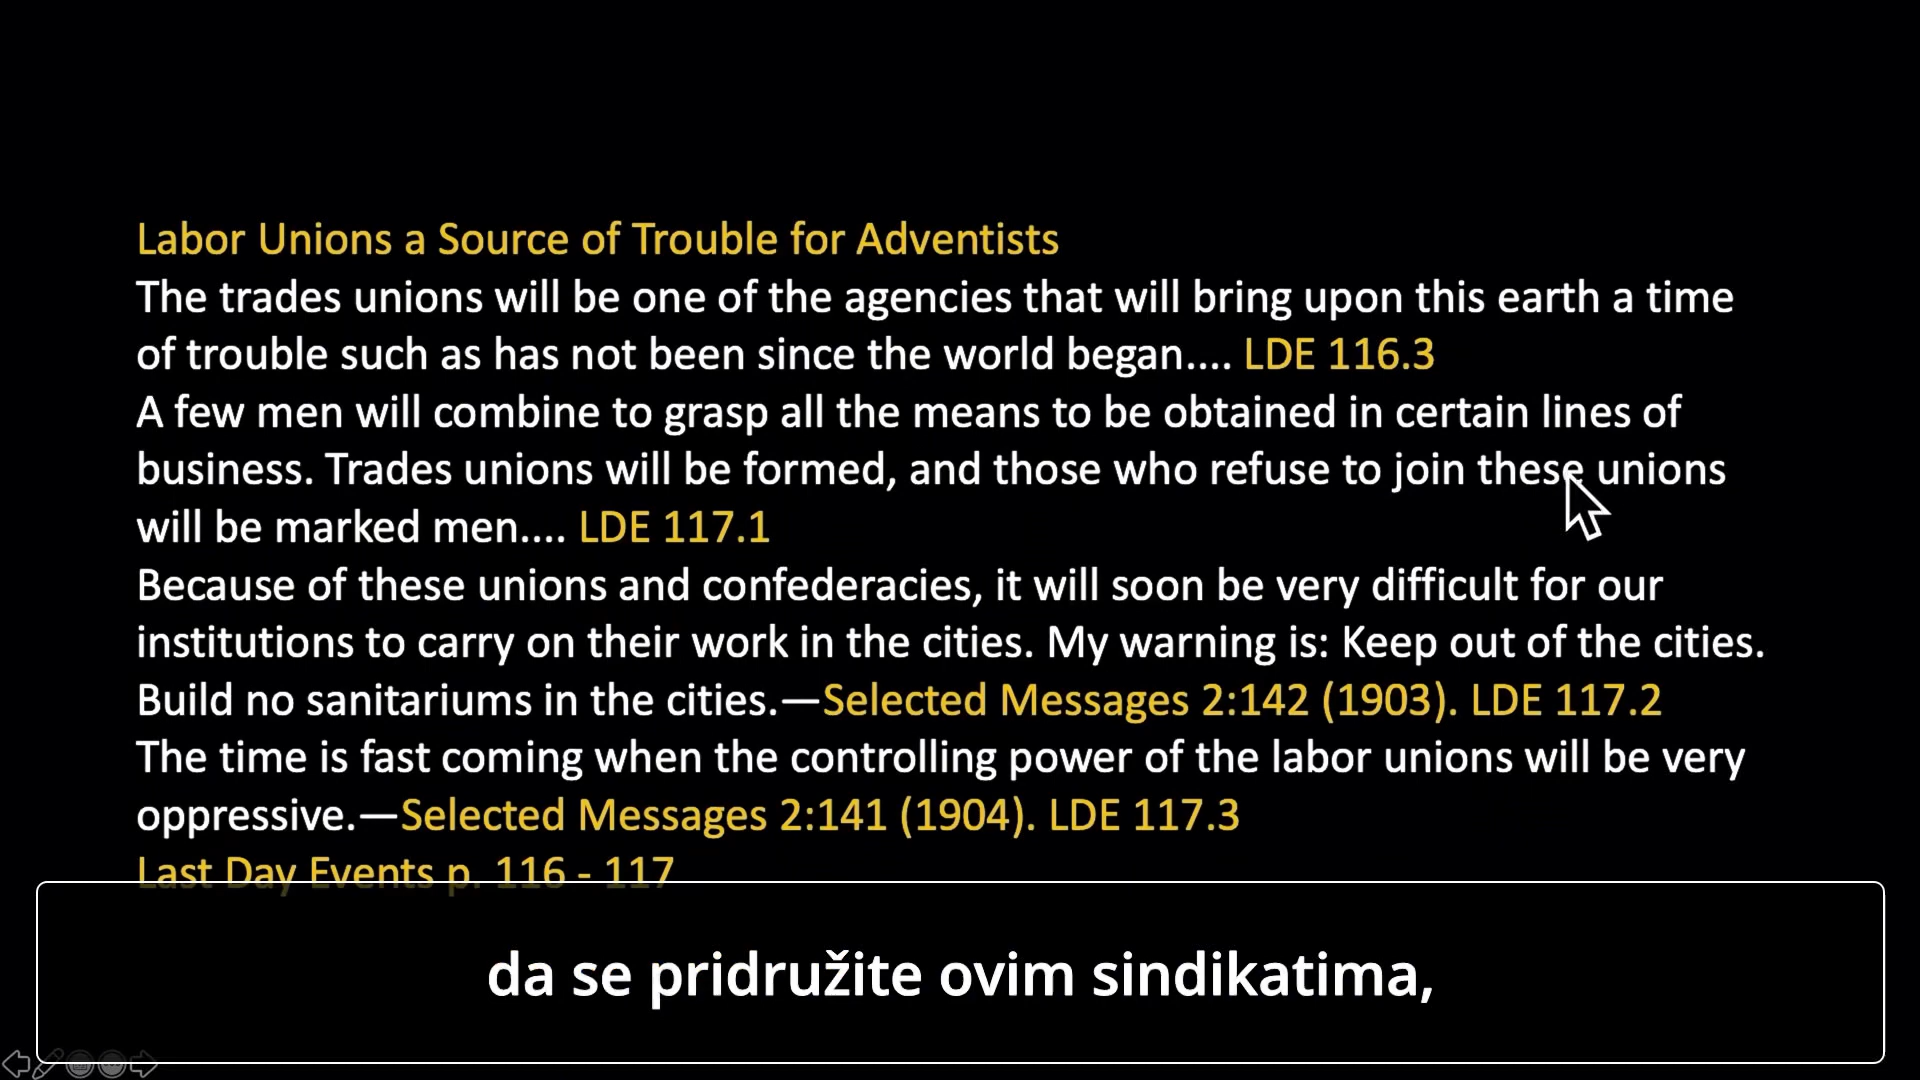 Labor Unions a Source of Trouble for Adventists
The trades unions will be one of the agencies that will bring upon this earth a time
of trouble such as has not been since the world began.... LDE 116.3
A few men will combine to grasp all the means to be obtained in certain lines of
business. Trades unions will be formed, and those who refuse to join these unions
will be marked men.... LDE 117.1
Because of these unions and confederacies, it will soon be very difficult for our
institutions to carry on their work in the cities. My warning is: Keep out of the cities.
Build no sanitariums in the cities.—Selected Messages 2:142 (1903). LDE 117.2
The time is fast coming when the controlling power of the labor unions will be very
oppressive.—Selected Messages 2:141 (1904). LDE 117.3
Last Day Events p. 116 - 117
da se pridružite ovim sindikatima,